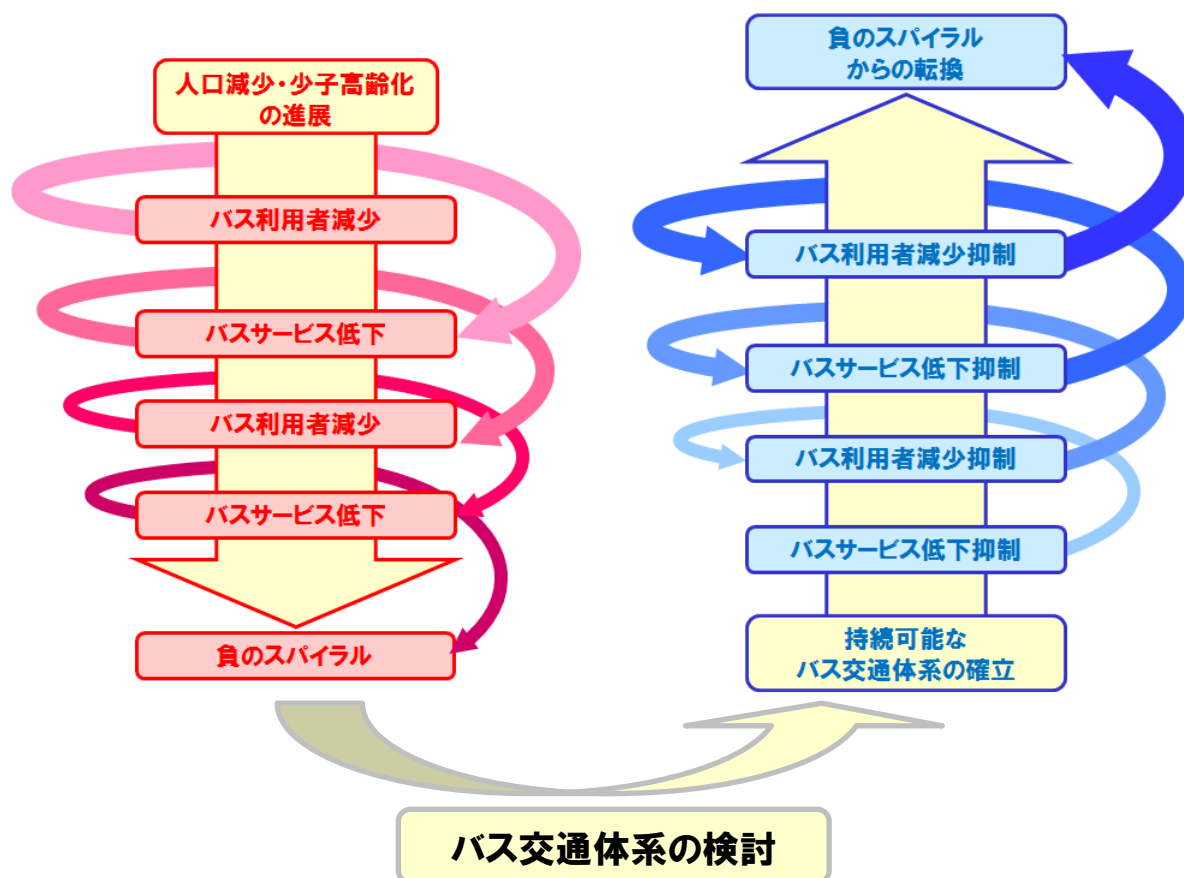 人口減少・少子高齢化
の進展
バス利用者減少
バスサービス低下
バス利用者減少
バスサービス低下
負のスパイラル
負のスパイラル
からの転換
バス利用者減少抑制
バスサービス低下抑制
バス利用者減少抑制
バスサービス低下抑制
持続可能な
バス交通体系の確立
バス交通体系の検討